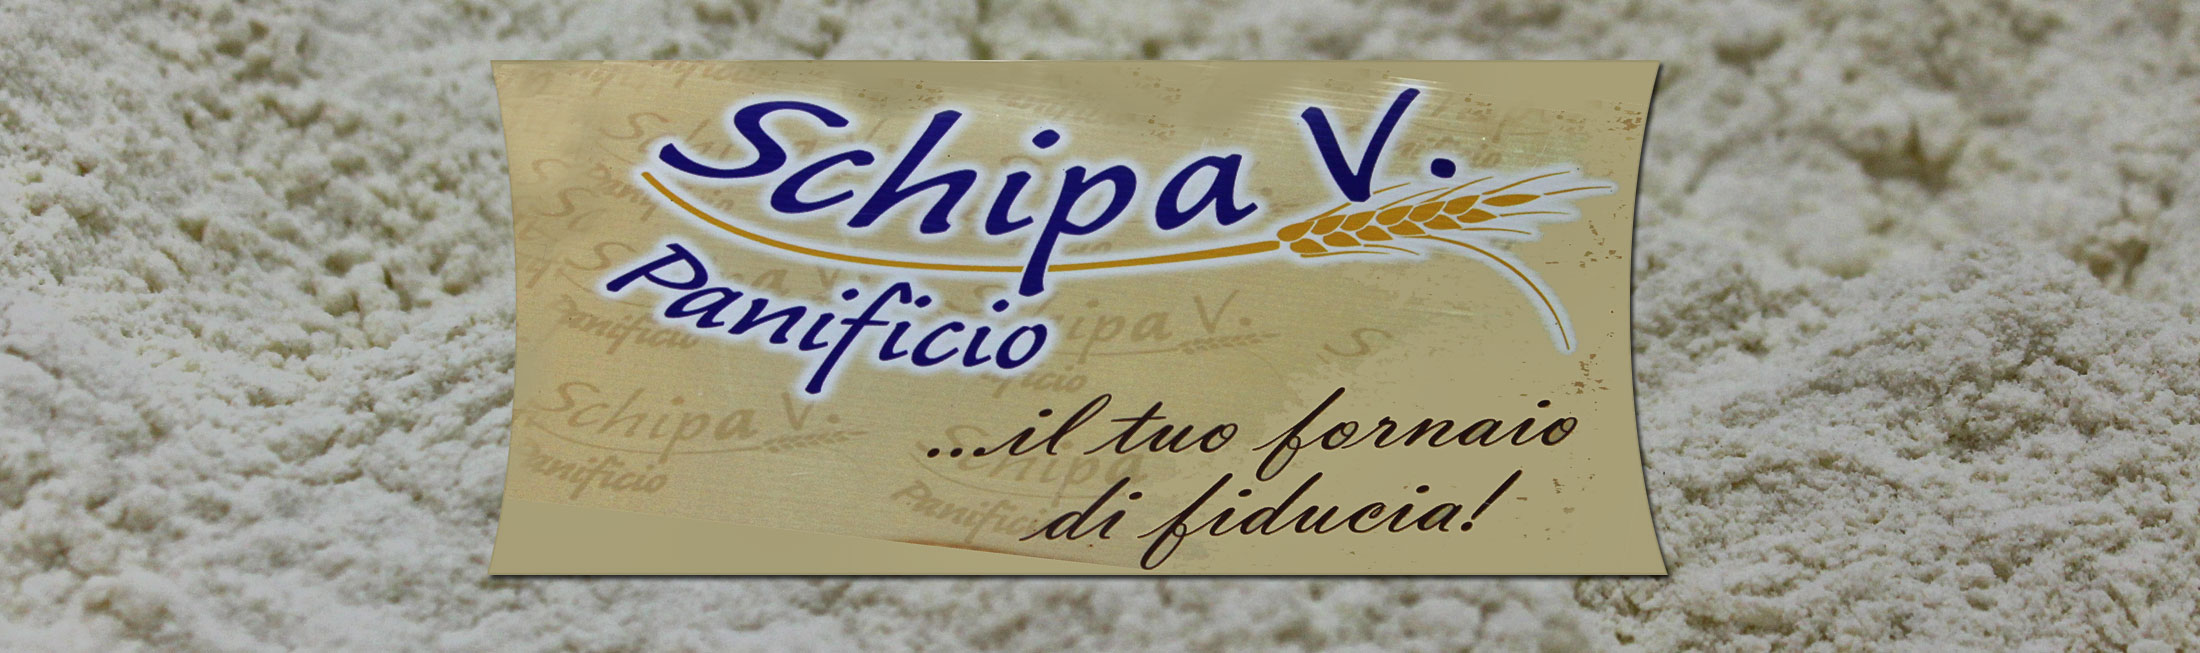 Schipa V.
Panificio
...il tuo fornaio
di fiducia!